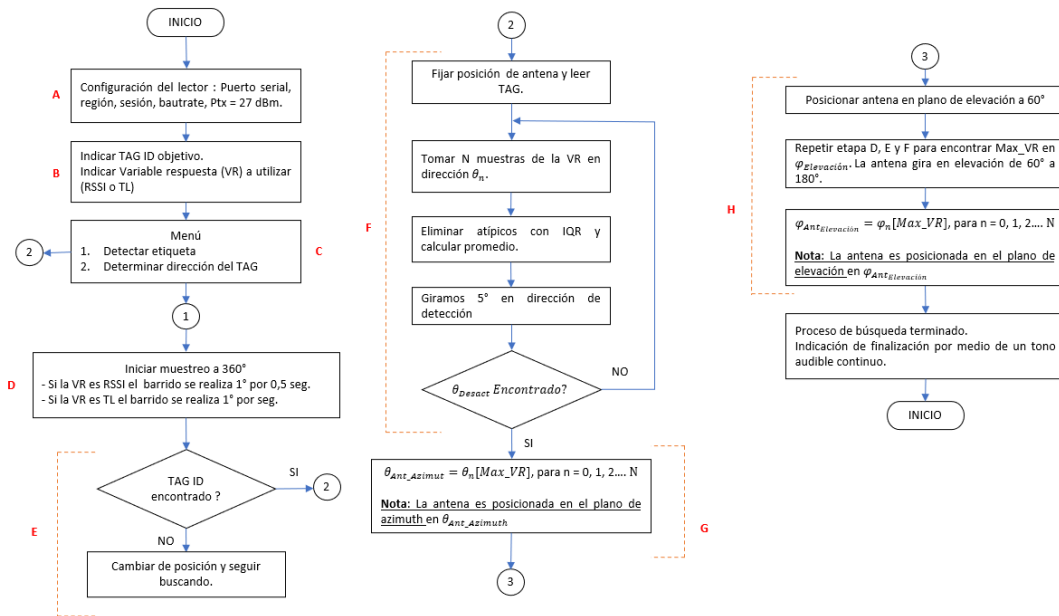 INICIO
A
Configuración del lector : Puerto serial,
región, sesión, bautrate, Ptx = 27 dBm.
B
Indicar TAG ID objetivo.
Indicar Variable respuesta (VR) a utilizar
(RSSI o TL)
2
Menú
1. Detectar etiqueta
2. Determinar dirección del TAG
C
1
D
Iniciar muestreo a 360°
- Si la VR es RSSI el barrido se realiza 1° por 0,5 seg.
- Si la VR es TL el barrido se realiza 1° por seg.
E
TAG ID
encontrado ?
SI
2
NO
Cambiar de posición y seguir
buscando.
2
F
Fijar posición de antena y leer
TAG.
Tomar N muestras de la VR en
dirección θn.
Eliminar atípicos con IQR y
calcular promedio.
Giramos 5° en dirección de
detección
θDesact Encontrado?
NO
SI
θAnt_Azimut = θn[Max_VR], para n = 0, 1, 2.... N
Nota: La antena es posicionada en el plano de
azimuth en θAnt_Azimuth
G
3
3
H
Posicionar antena en plano de elevación a 60°
Repetir etapa D, E y F para encontrar Max_VR en
φElevación. La antena gira en elevación de 60° a
180°.
φAntElevación = φn[Max_VR], para n = 0, 1, 2.... N
Nota: La antena es posicionada en el plano de
elevación en φAntElevación
Proceso de búsqueda terminado.
Indicación de finalización por medio de un tono
audible continuo.
INICIO